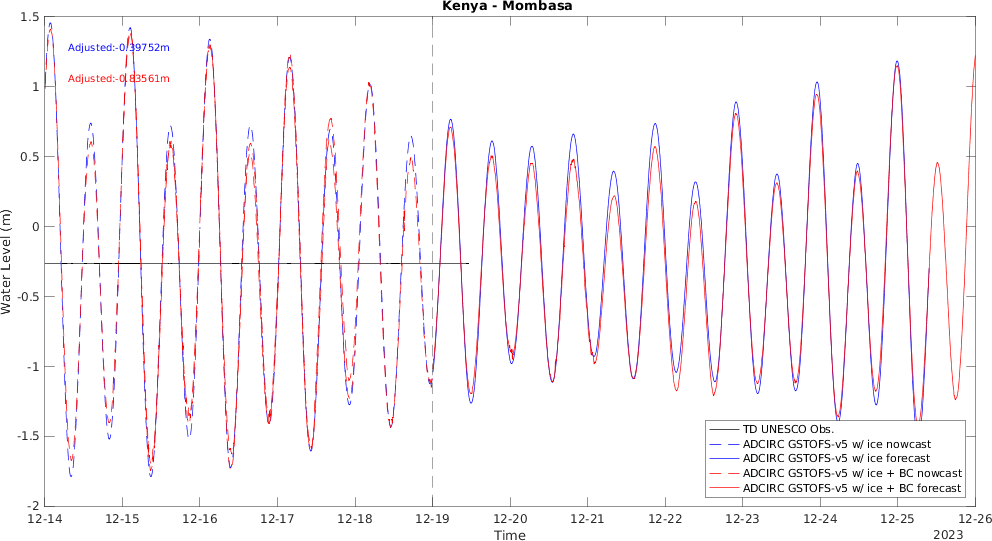 Kenya - Mombasa
Adjusted:-0.39752m
Adjusted:-0.83561m
Water Level (m)
1.5
1
0.5
0
-0.5
-1
-1.5
-2
12-14
12-15
12-16
12-17
12-18
12-19
12-20
12-21
12-22
12-23
12-24
12-25
12-26
Time
2023
TD UNESCO Obs.
ADCIRC GSTOFS-v5 w/ ice nowcast
ADCIRC GSTOFS-v5 w/ ice forecast
ADCIRC GSTOFS-v5 w/ ice + BC nowcast
ADCIRC GSTOFS-v5 w/ ice + BC forecast